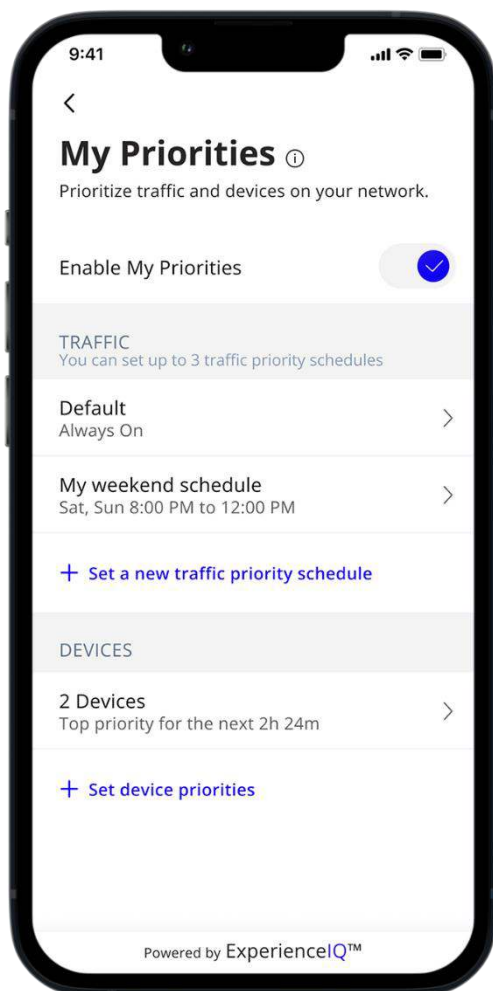 9:41
My Priorities
Prioritize traffic and devices on your network.
Enable My Priorities
TRAFFIC
You can set up to 3 traffic priority schedules
Default
Always On
My weekend schedule
Sat, Sun 8:00 PM to 12:00 PM
+ Set a new traffic priority schedule
DEVICES
2 Devices
Top priority for the next 2h 24m
+ Set device priorities
Powered by ExperienceIQ™